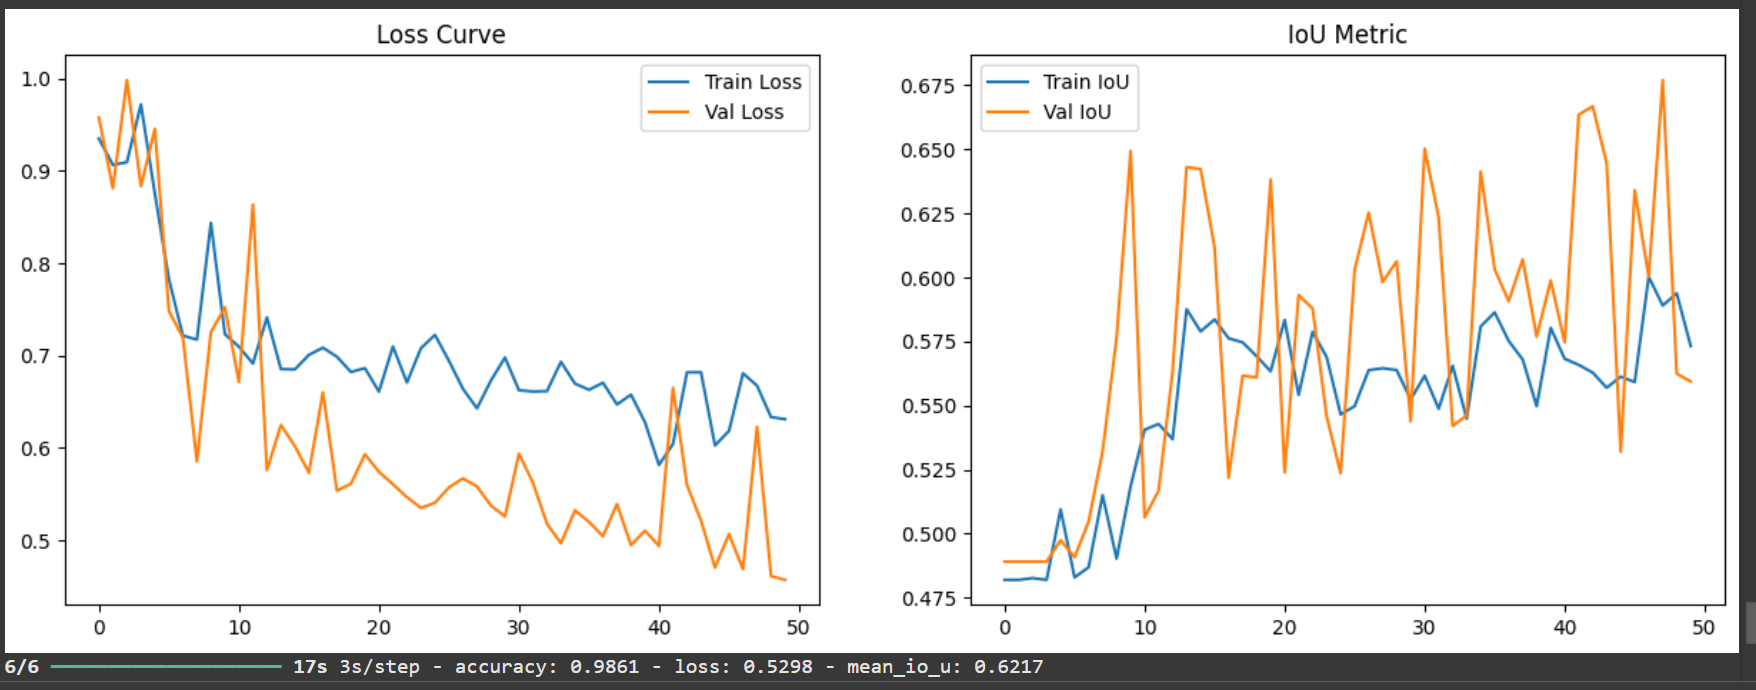 Loss Curve
Train Loss
Val Loss
1.0
0.9
0.8
0.7
0.6
0.5
0 10 20 30 40 50
IoU Metric
Train IoU
Val IoU
0.675
0.650
0.625
0.600
0.575
0.550
0.525
0.500
0.475
0 10 20 30 40 50
6/6 17s 3s/step - accuracy: 0.9861 - loss: 0.5298 - mean_io_u: 0.6217